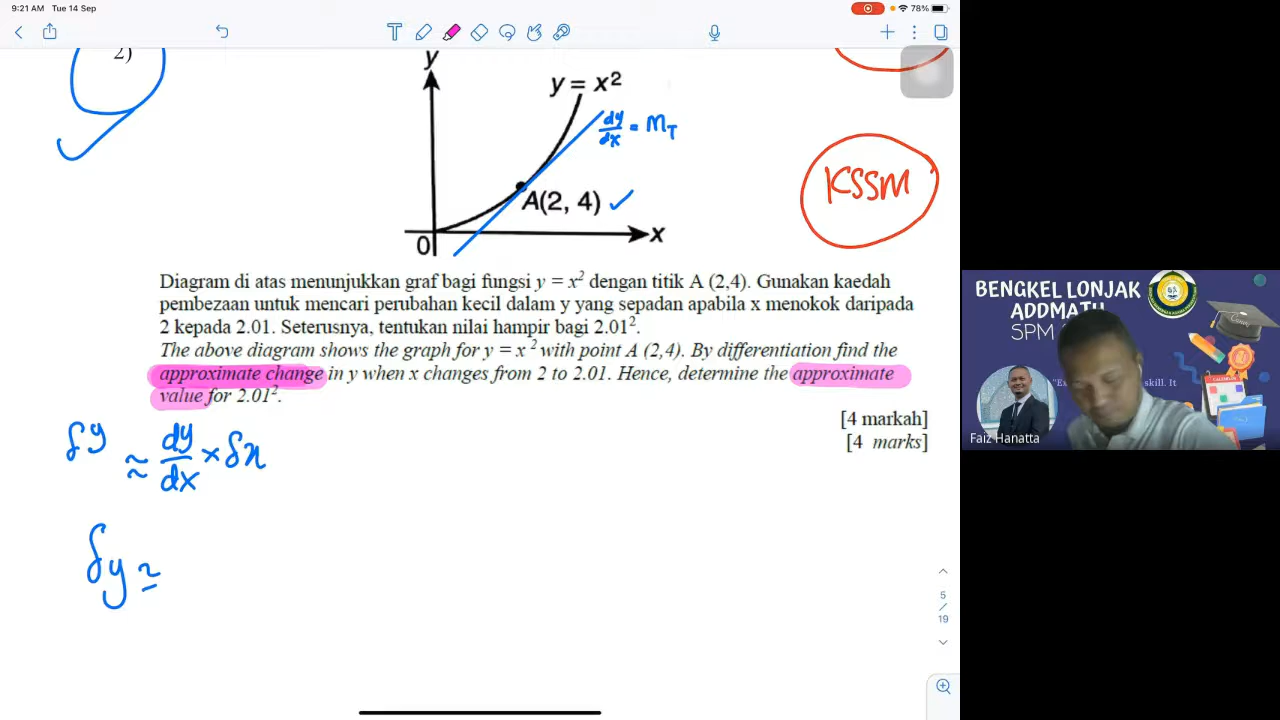 9:21 AM Tue 14 Sep
78%
2)
y
y = x²
dy/dx = m_T
A(2, 4) ✓
0
x
KSSM
Diagram di atas menunjukkan graf bagi fungsi y = x² dengan titik A (2,4). Gunakan kaedah
pembezaan untuk mencari perubahan kecil dalam y yang sepadan apabila x menokok daripada
2 kepada 2.01. Seterusnya, tentukan nilai hampir bagi 2.01².
The above diagram shows the graph for y = x² with point A (2,4). By differentiation find the
approximate change in y when x changes from 2 to 2.01. Hence, determine the approximate
value for 2.01².
[4 markah]
[4 marks]
δy ≈ dy/dx × δx
δy ≈
5
/
19
BENGKEL LONJAK
ADDMATH
SPM
skill. It
CALENDAR
Faiz Hanatta